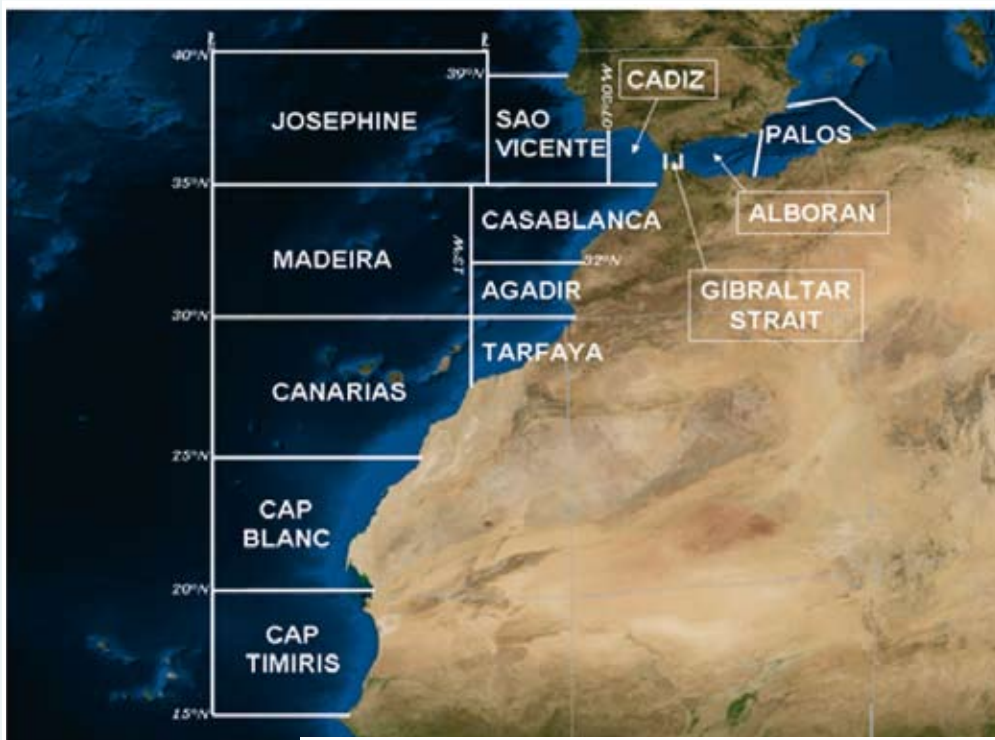 40°N
39°N
07°30'W
CADIZ
JOSEPHINE
SAO
VICENTE
PALOS
35°N
ALBORAN
CASABLANCA
13°W
32°N
MADEIRA
AGADIR
GIBRALTAR
STRAIT
30°N
TARFAYA
CANARIAS
25°N
CAP
BLANC
20°N
CAP
TIMIRIS
15°N